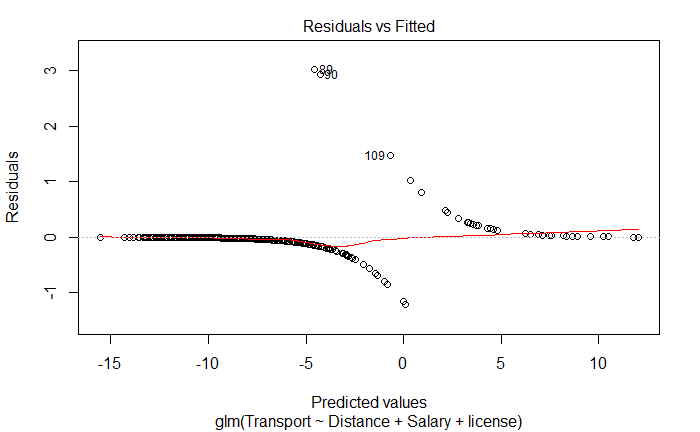 Residuals vs Fitted
Residuals
3
2
1
0
-1
89
90
109
-15 -10 -5 0 5 10
Predicted values
glm(Transport ~ Distance + Salary + license)